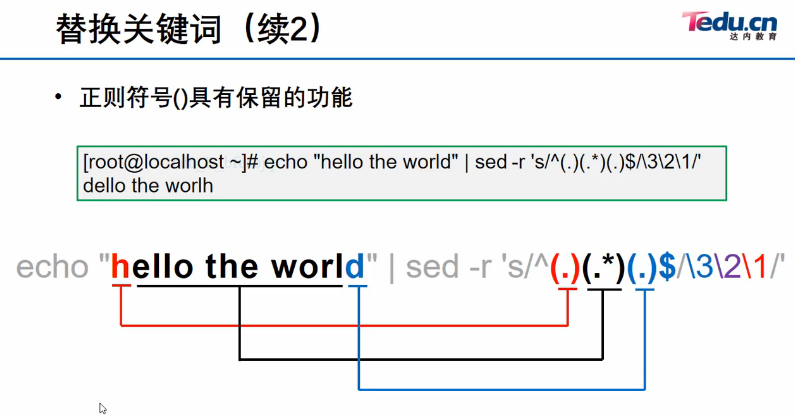 替换关键词（续2）
Tedu.cn
达内教育
• 正则符号()具有保留的功能
[root@localhost ~]# echo "hello the world" | sed -r 's/^(.)(.*)(.)$/\3\2\1/'
dello the worlh
echo "hello the world" | sed -r 's/^(.)(.*)(.)$/\3\2\1/'